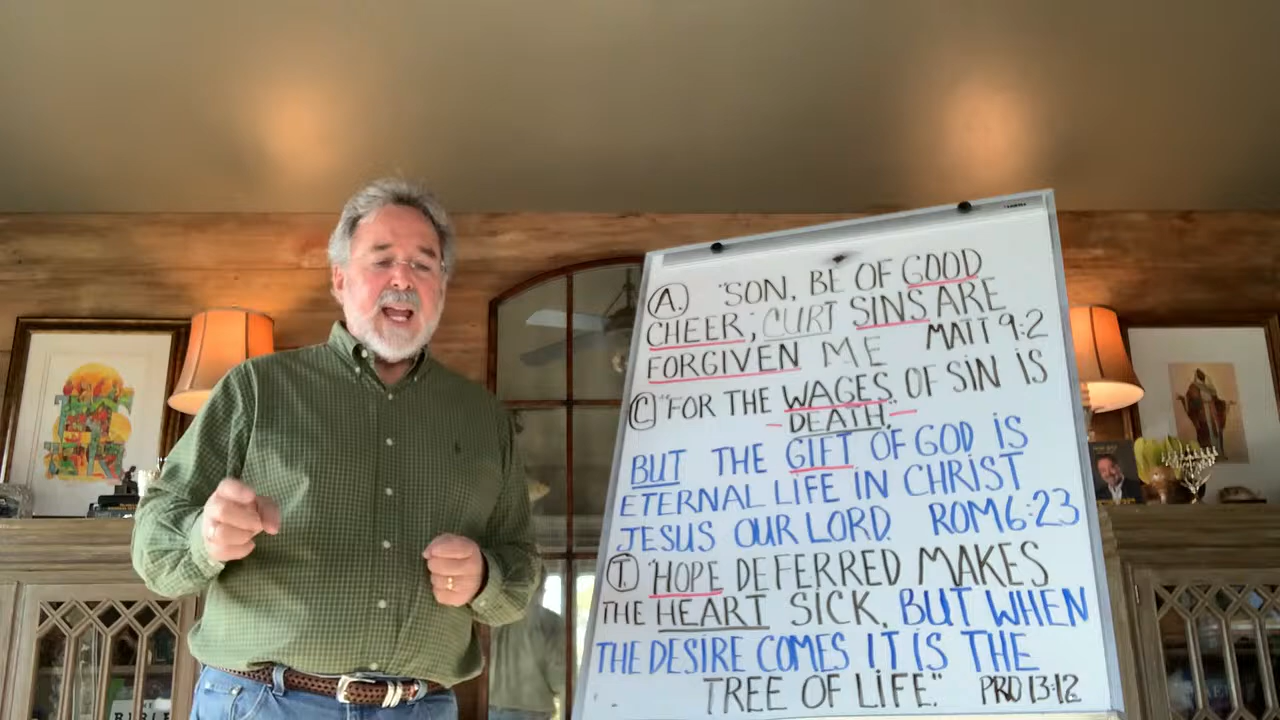 A. "SON, BE OF GOOD
CHEER; CURT SINS ARE
FORGIVEN ME MATT 9:2
C "FOR THE WAGES OF SIN IS
DEATH,"
BUT THE GIFT OF GOD IS
ETERNAL LIFE IN CHRIST
JESUS OUR LORD. ROM 6:23
T. "HOPE DEFERRED MAKES
THE HEART SICK, BUT WHEN
THE DESIRE COMES IT IS THE
TREE OF LIFE." PRO 13:12